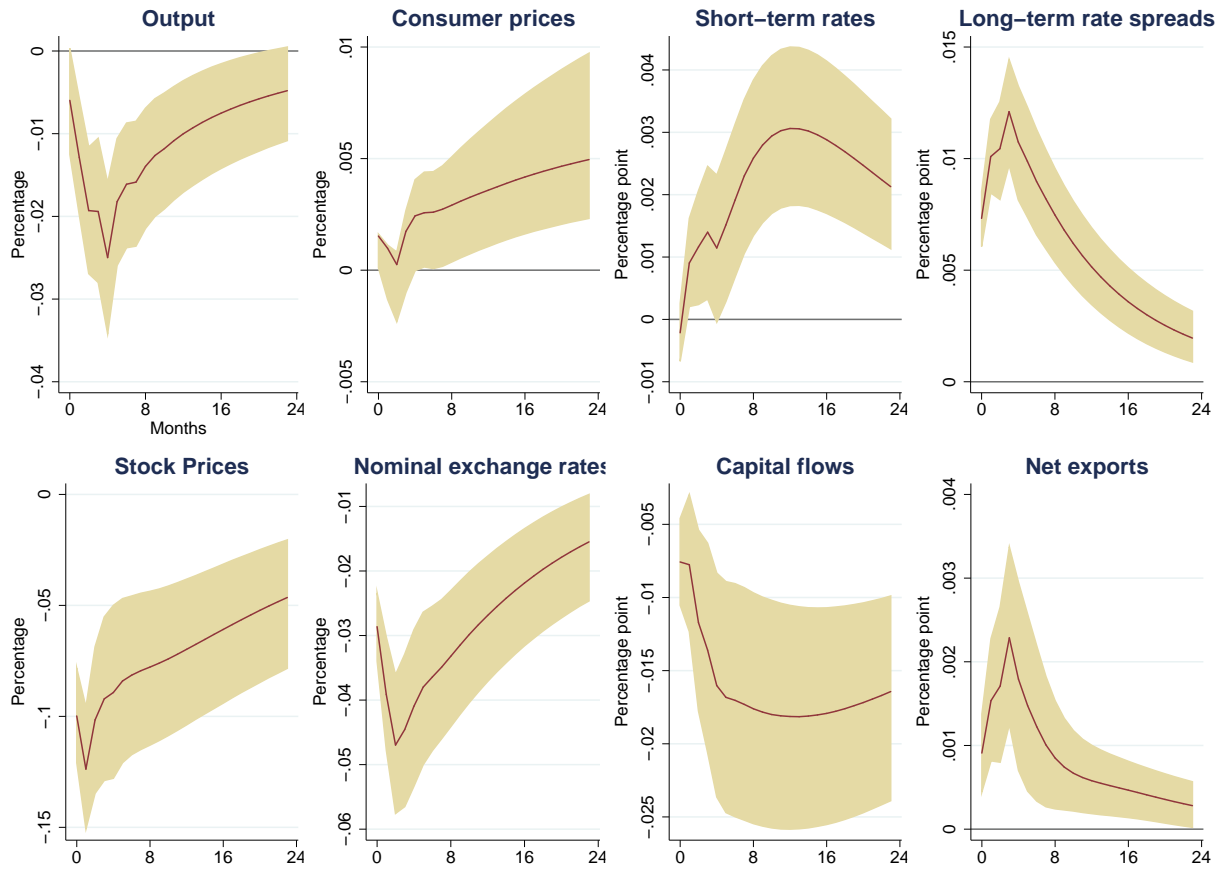 Output
Percentage
0
−.01
−.02
−.03
−.04
0 8 16 24
Months
Consumer prices
Percentage
.01
.005
0
−.005
0 8 16 24
Short−term rates
Percentage point
.004
.003
.002
.001
0
−.001
0 8 16 24
Long−term rate spreads
Percentage point
.015
.010
.005
0
0 8 16 24
Stock Prices
Percentage
0
−.05
−.1
−.15
0 8 16 24
Nominal exchange rates
Percentage
−.01
−.02
−.03
−.04
−.05
−.06
0 8 16 24
Capital flows
Percentage point
−.005
−.01
−.015
−.02
−.025
0 8 16 24
Net exports
Percentage point
.004
.003
.002
.001
0
0 8 16 24